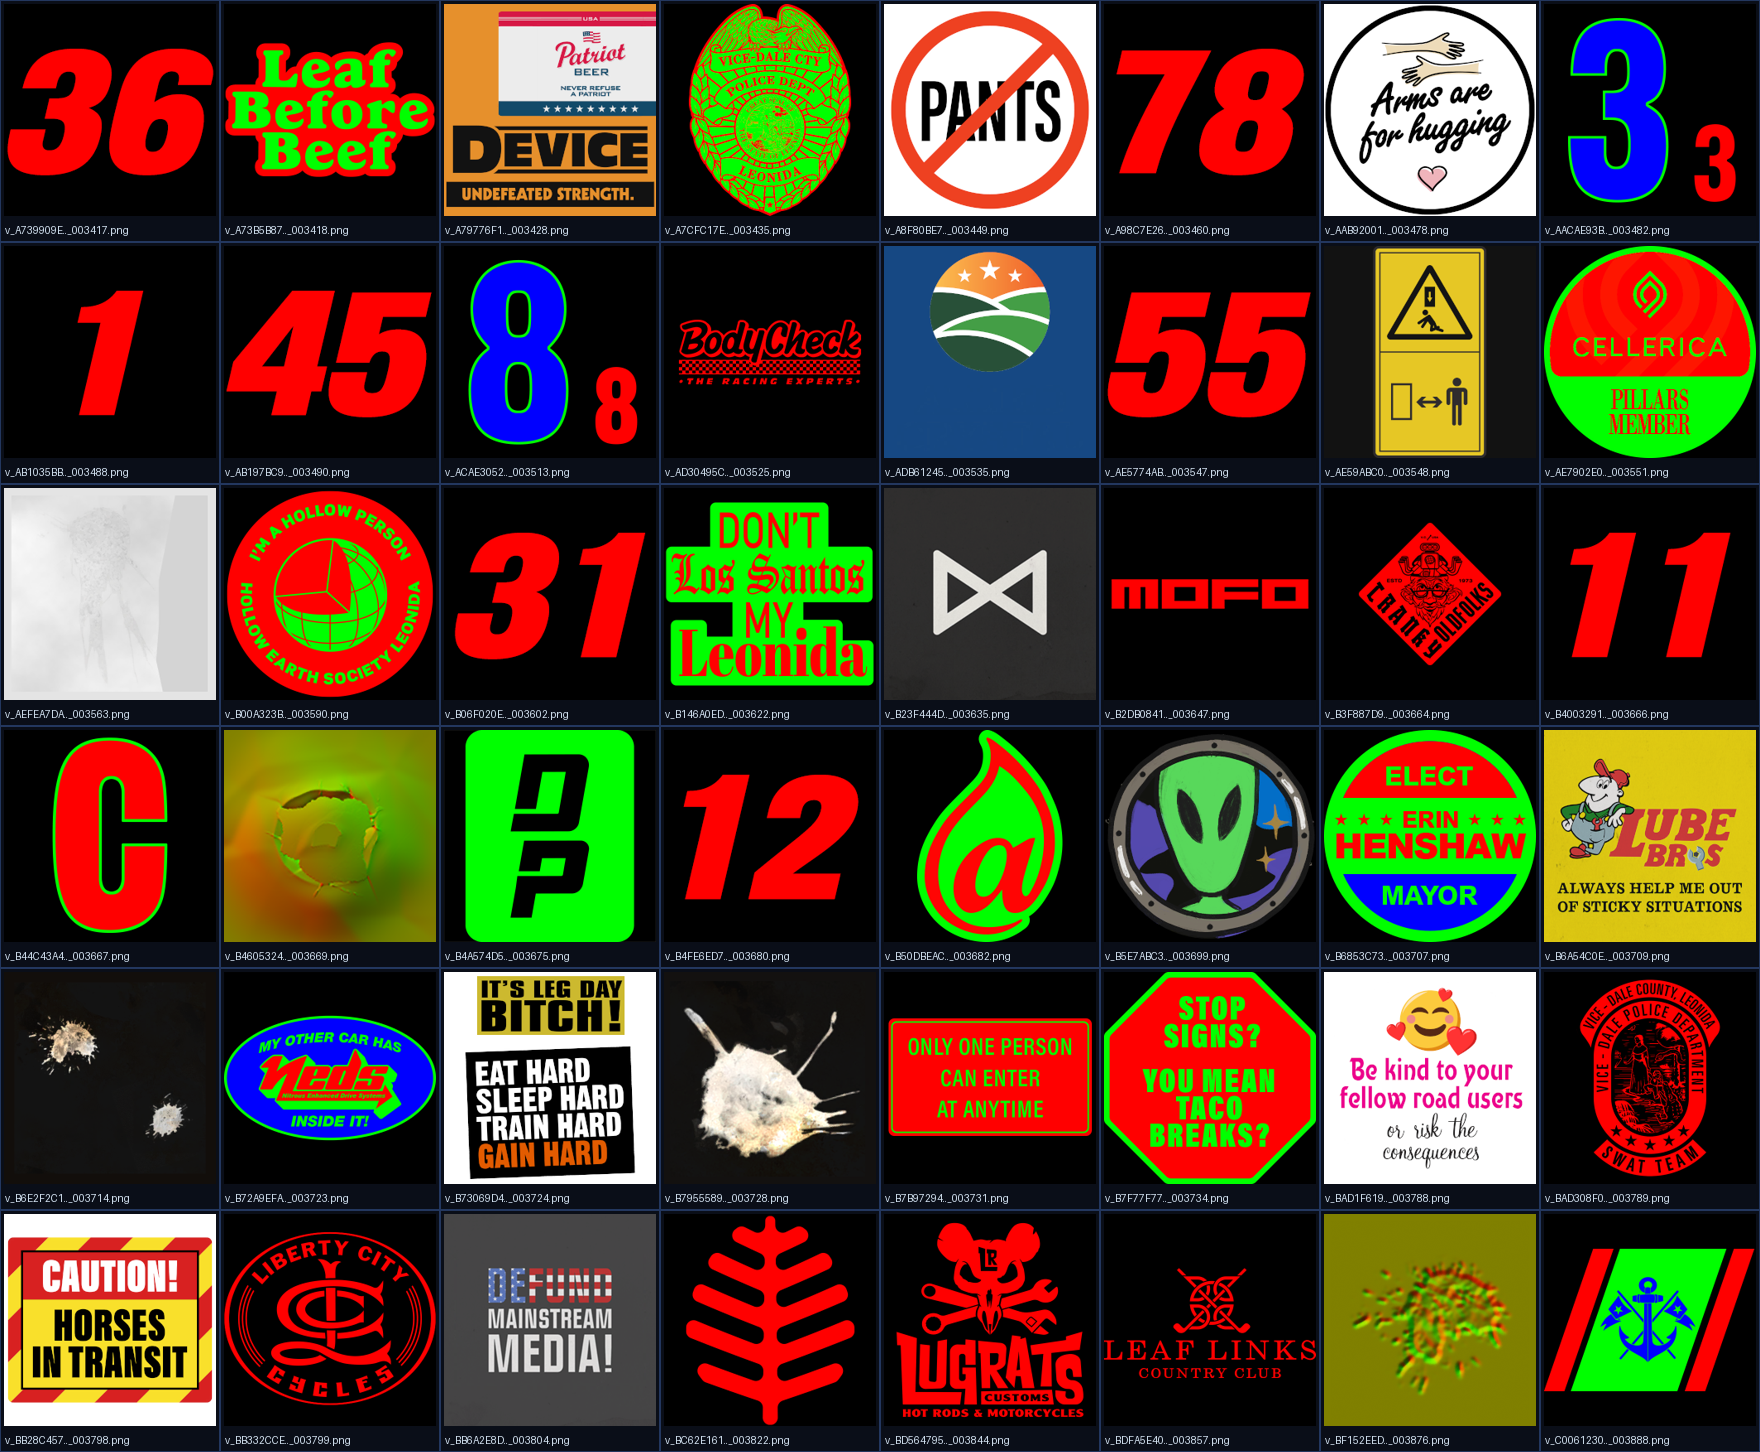 36
Leaf
Before
Beef
USA
Patriot
BEER
NEVER REFUSE
A PATRIOT
DEVICE
UNDEFEATED STRENGTH.
VICE-DALE CTY
POLICE DEPT
LEONIDA
PANTS
78
Arms are
for hugging
3
3
v_A739909E.._003417.png
v_A73B5B87.._003418.png
v_A79776F1.._003428.png
v_A7CFC17E.._003435.png
v_A8F80BE7.._003449.png
v_A98C7E26.._003460.png
v_AAB92001.._003478.png
v_AACAE93B.._003482.png
1
45
8
8
BodyCheck
THE RACING EXPERTS
55
CELLERICA
PILLARS
MEMBER
v_AB1035BB.._003488.png
v_AB197BC9.._003490.png
v_ACAE3052.._003513.png
v_AD30495C.._003525.png
v_ADB61245.._003535.png
v_AE5774AB.._003547.png
v_AE59ABC0.._003548.png
v_AE7902E0.._003551.png
I'M A HOLLOW PERSON
HOLLOW EARTH SOCIETY LEONIDA
31
DON'T
Los Santos
MY
Leonida
MOFO
ESTD 1973
CRANKY OLDFOLKS
11
v_AEFEA7DA.._003563.png
v_B00A323B.._003590.png
v_B06F020E.._003602.png
v_B146A0ED.._003622.png
v_B23F444D.._003635.png
v_B2DB0841.._003647.png
v_B3F887D9.._003664.png
v_B4003291.._003666.png
C
DP
12
a
ELECT
ERIN
HENSHAW
MAYOR
LUBE
BROS
ALWAYS HELP ME OUT
OF STICKY SITUATIONS
v_B44C43A4.._003667.png
v_B4605324.._003669.png
v_B4A574D5.._003675.png
v_B4FE6ED7.._003680.png
v_B50DBEAC.._003682.png
v_B5E7ABC3.._003699.png
v_B6853C73.._003707.png
v_B6A54C0E.._003709.png
MY OTHER CAR HAS
neds
Nitrous Enhanced Drive Systems
INSIDE IT!
IT'S LEG DAY
BITCH!
EAT HARD
SLEEP HARD
TRAIN HARD
GAIN HARD
ONLY ONE PERSON
CAN ENTER
AT ANYTIME
STOP
SIGNS?
YOU MEAN
TACO
BREAKS?
Be kind to your
fellow road users
or risk the
consequences
VICE-DALE COUNTY, LEONIDA
VICE-DALE POLICE DEPARTMENT
SWAT TEAM
v_B6E2F2C1.._003714.png
v_B72A9EFA.._003723.png
v_B73069D4.._003724.png
v_B7955589.._003728.png
v_B7B97294.._003731.png
v_B7F77F77.._003734.png
v_BAD1F619.._003788.png
v_BAD308F0.._003789.png
CAUTION!
HORSES
IN TRANSIT
LIBERTY CITY
LCC
CYCLES
DEFUND
MAINSTREAM
MEDIA!
LR
LUGRATS
CUSTOMS
HOT RODS & MOTORCYCLES
LEAF LINKS
COUNTRY CLUB
v_BB28C457.._003798.png
v_BB332CCE.._003799.png
v_BB6A2E8D.._003804.png
v_BC62E161.._003822.png
v_BD564795.._003844.png
v_BDFA5E40.._003857.png
v_BF152EED.._003876.png
v_C0061230.._003888.png